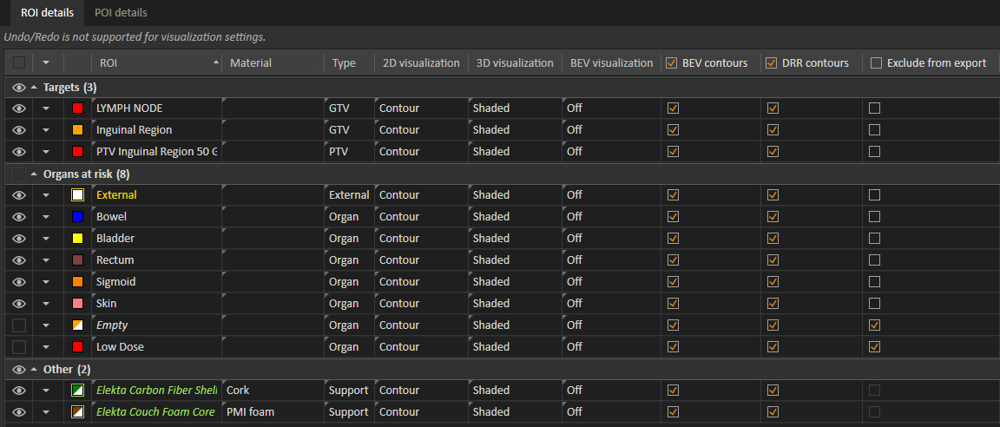 ROI details POI details
Undo/Redo is not supported for visualization settings.
ROI Material Type 2D visualization 3D visualization BEV visualization BEV contours DRR contours Exclude from export
Targets (3)
LYMPH NODE GTV Contour Shaded Off
Inguinal Region GTV Contour Shaded Off
PTV Inguinal Region 50 G PTV Contour Shaded Off
Organs at risk (8)
External External Contour Shaded Off
Bowel Organ Contour Shaded Off
Bladder Organ Contour Shaded Off
Rectum Organ Contour Shaded Off
Sigmoid Organ Contour Shaded Off
Skin Organ Contour Shaded Off
Empty Organ Contour Shaded Off
Low Dose Organ Contour Shaded Off
Other (2)
Elekta Carbon Fiber Shell Cork Support Contour Shaded Off
Elekta Couch Foam Core PMI foam Support Contour Shaded Off